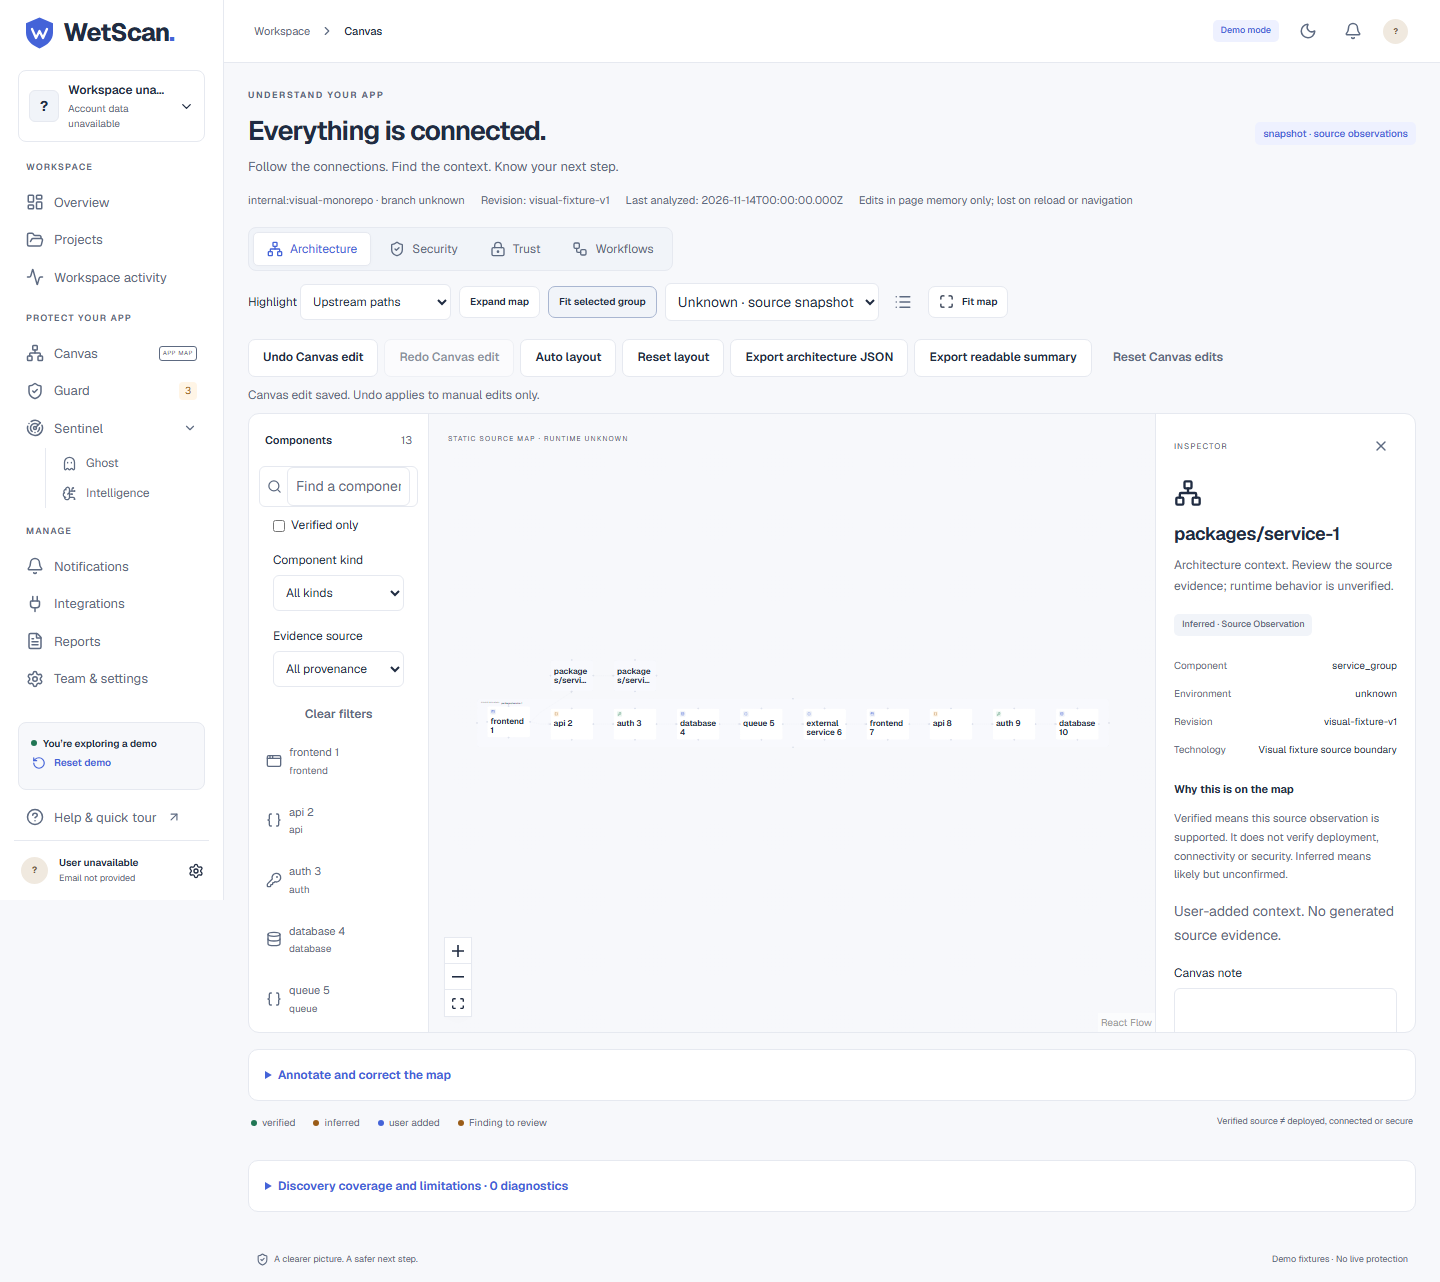 WetScan.
Workspace una...
?
Account data
unavailable
WORKSPACE
Overview
Projects
Workspace activity
PROTECT YOUR APP
Canvas
APP MAP
Guard
3
Sentinel
Ghost
Intelligence
MANAGE
Notifications
Integrations
Reports
Team & settings
You're exploring a demo
Reset demo
Help & quick tour
?
User unavailable
Email not provided
Workspace > Canvas
Demo mode
?
UNDERSTAND YOUR APP
Everything is connected.
snapshot · source observations
Follow the connections. Find the context. Know your next step.
internal:visual-monorepo · branch unknown Revision: visual-fixture-v1 Last analyzed: 2026-11-14T00:00:00.000Z Edits in page memory only; lost on reload or navigation
Architecture Security Trust Workflows
Highlight Upstream paths Expand map Fit selected group Unknown · source snapshot Fit map
Undo Canvas edit Redo Canvas edit Auto layout Reset layout Export architecture JSON Export readable summary Reset Canvas edits
Canvas edit saved. Undo applies to manual edits only.
Components 13
Find a componen
Verified only
Component kind
All kinds
Evidence source
All provenance
Clear filters
frontend 1
frontend
api 2
api
auth 3
auth
database 4
database
queue 5
queue
STATIC SOURCE MAP · RUNTIME UNKNOWN
package
s/servi...
package
s/servi...
frontend
1
api 2
auth 3
database
4
queue 5
external
service 6
frontend
7
api 8
auth 9
database
10
React Flow
INSPECTOR
packages/service-1
Architecture context. Review the source
evidence; runtime behavior is unverified.
Inferred · Source Observation
Component service_group
Environment unknown
Revision visual-fixture-v1
Technology Visual fixture source boundary
Why this is on the map
Verified means this source observation is
supported. It does not verify deployment,
connectivity or security. Inferred means
likely but unconfirmed.
User-added context. No generated
source evidence.
Canvas note
Annotate and correct the map
verified inferred user added Finding to review
Verified source ≠ deployed, connected or secure
Discovery coverage and limitations · 0 diagnostics
A clearer picture. A safer next step.
Demo fixtures · No live protection